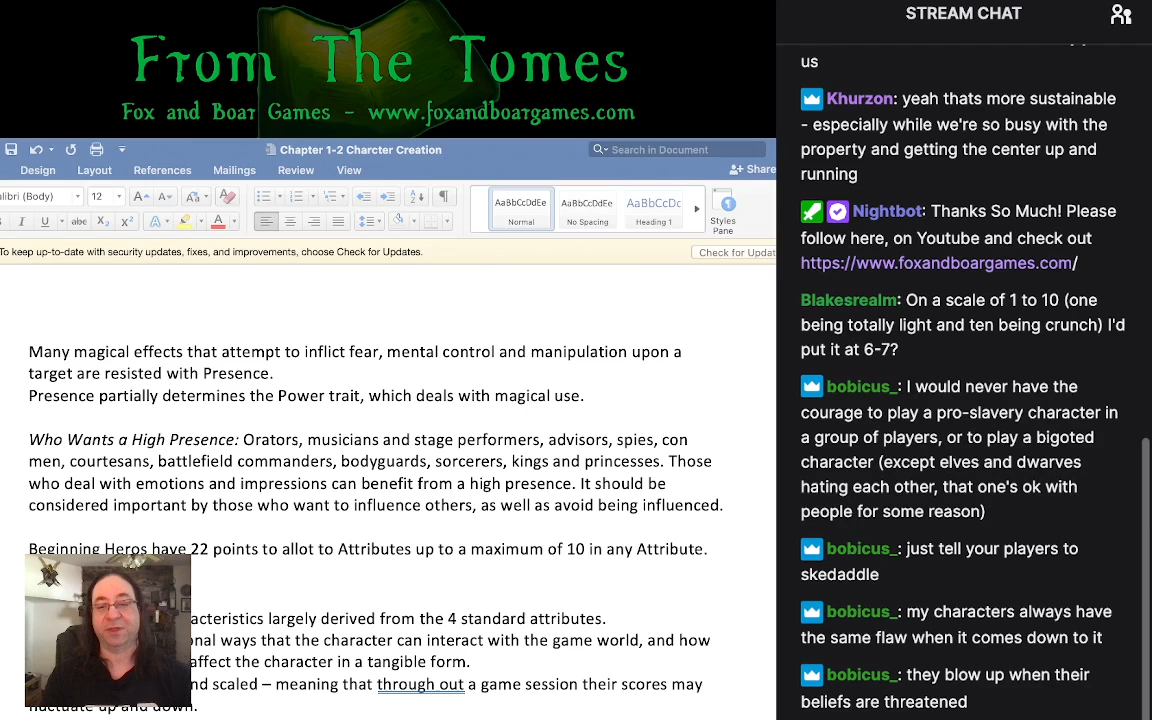 From The Tomes
Fox and Boar Games - www.foxandboargames.com
Chapter 1-2 Charcter Creation
Search in Document
Design Layout References Mailings Review View
Share
alibri (Body) 12
AaBbCcDdEe AaBbCcDdEe AaBbCcDc
Normal No Spacing Heading 1
Styles
Pane
To keep up-to-date with security updates, fixes, and improvements, choose Check for Updates.
Check for Updat
Many magical effects that attempt to inflict fear, mental control and manipulation upon a
target are resisted with Presence.
Presence partially determines the Power trait, which deals with magical use.
Who Wants a High Presence: Orators, musicians and stage performers, advisors, spies, con
men, courtesans, battlefield commanders, bodyguards, sorcerers, kings and princesses. Those
who deal with emotions and impressions can benefit from a high presence. It should be
considered important by those who want to influence others, as well as avoid being influenced.
Beginning Heros have 22 points to allot to Attributes up to a maximum of 10 in any Attribute.
acteristics largely derived from the 4 standard attributes.
onal ways that the character can interact with the game world, and how
affect the character in a tangible form.
nd scaled – meaning that through out a game session their scores may
fluctuate up and down.
STREAM CHAT
us
Khurzon: yeah thats more sustainable
- especially while we're so busy with the
property and getting the center up and
running
Nightbot: Thanks So Much! Please
follow here, on Youtube and check out
https://www.foxandboargames.com/
Blakesrealm: On a scale of 1 to 10 (one
being totally light and ten being crunch) I'd
put it at 6-7?
bobicus_: I would never have the
courage to play a pro-slavery character in
a group of players, or to play a bigoted
character (except elves and dwarves
hating each other, that one's ok with
people for some reason)
bobicus_: just tell your players to
skedaddle
bobicus_: my characters always have
the same flaw when it comes down to it
bobicus_: they blow up when their
beliefs are threatened